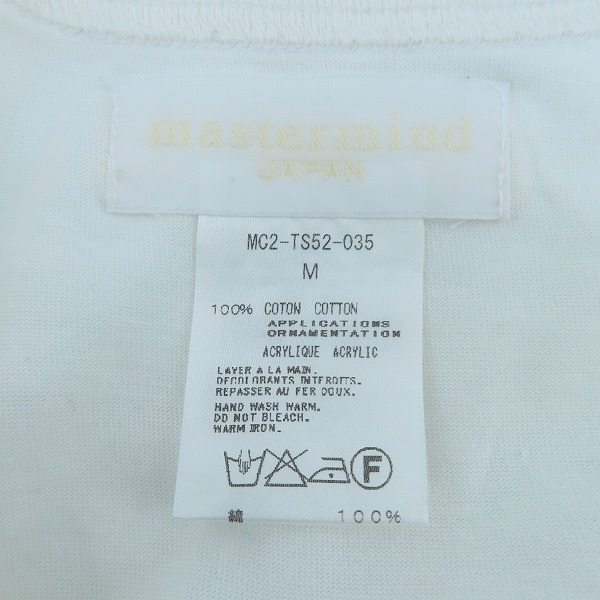 mastermind
JAPAN
MC2-TS52-035
M
100% COTON COTTON
APPLICATIONS
ORNAMENTATION
ACRYLIQUE ACRYLIC
LAVER A LA MAIN.
DECOLORANTS INTERDITS.
REPASSER AU FER DOUX.
HAND WASH WARM.
DO NOT BLEACH.
WARM IRON.
F
綿 100%